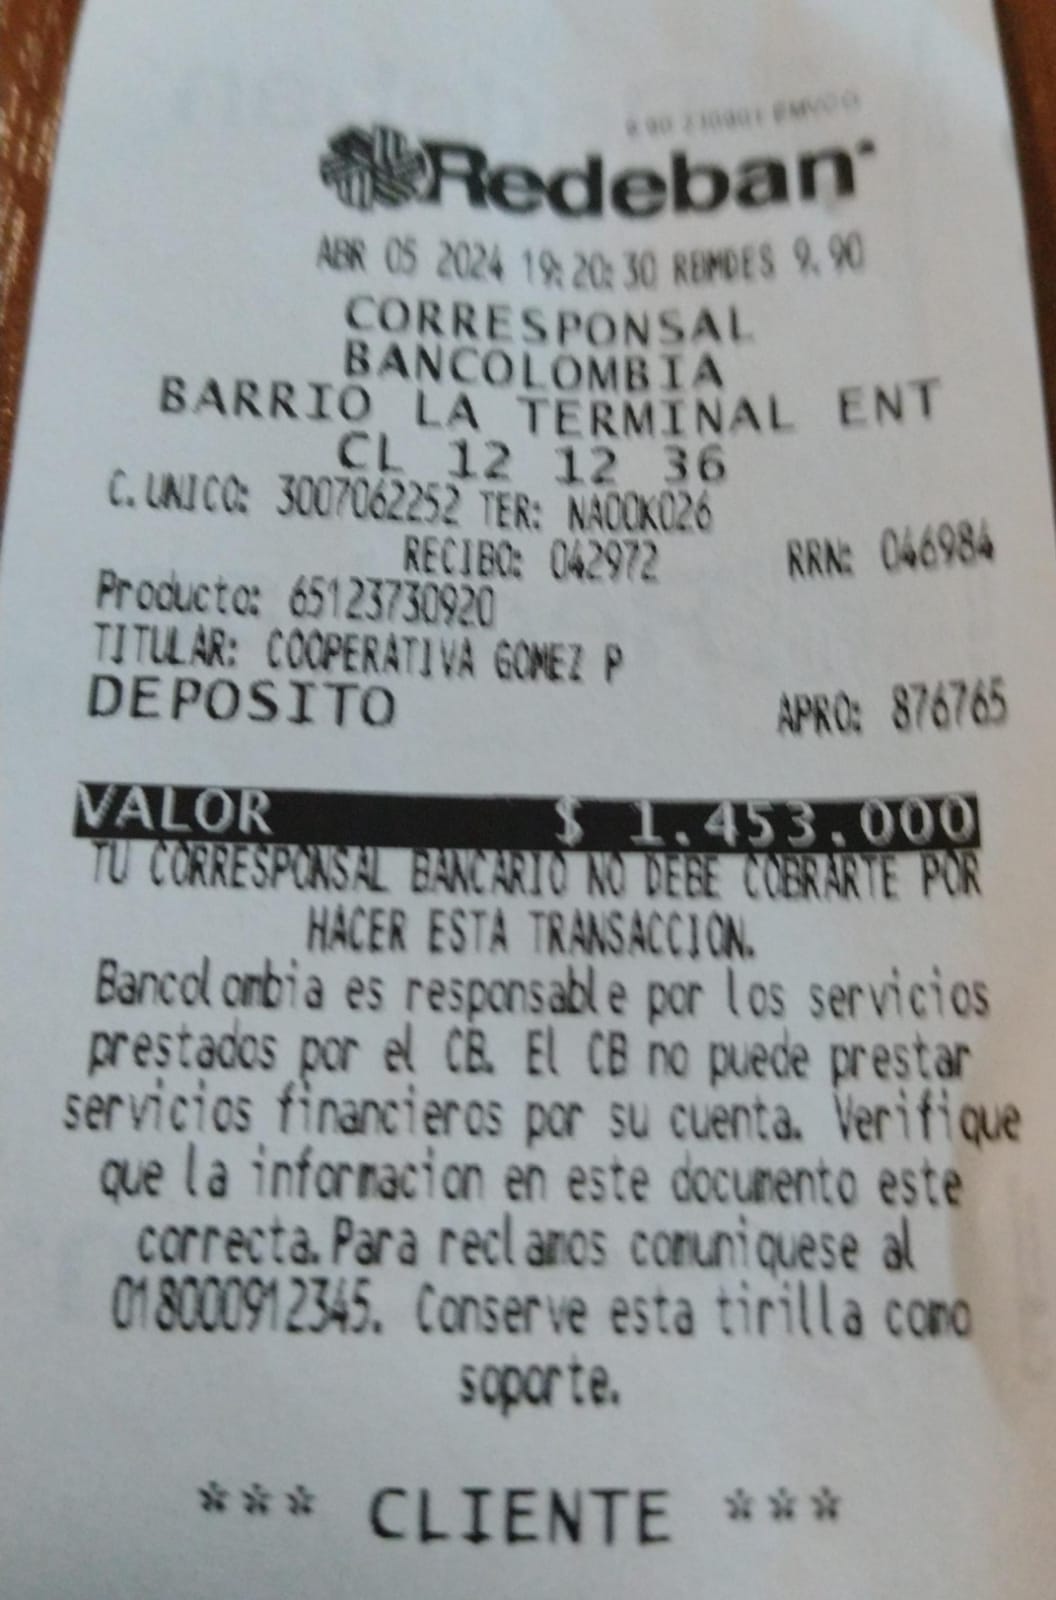 Redeban
ABR 05 2024 19:20:30 RBMDES 9.90
CORRESPONSAL
BANCOLOMBIA
BARRIO LA TERMINAL ENT
CL 12 12 36
C. UNICO: 3007062252 TER: NA00K026
RECIBO: 042972 RRN: 046984
Producto: 65123730920
TITULAR: COOPERATIVA GOMEZ P
DEPOSITO APRO: 876765
VALOR $ 1.453.000
TU CORRESPONSAL BANCARIO NO DEBE COBRARTE POR
HACER ESTA TRANSACCION.
Bancolombia es responsable por los servicios
prestados por el CB. El CB no puede prestar
servicios financieros por su cuenta. Verifique
que la informacion en este documento este
correcta. Para reclamos comuniquese al
018000912345. Conserve esta tirilla como
soporte.
*** CLIENTE ***